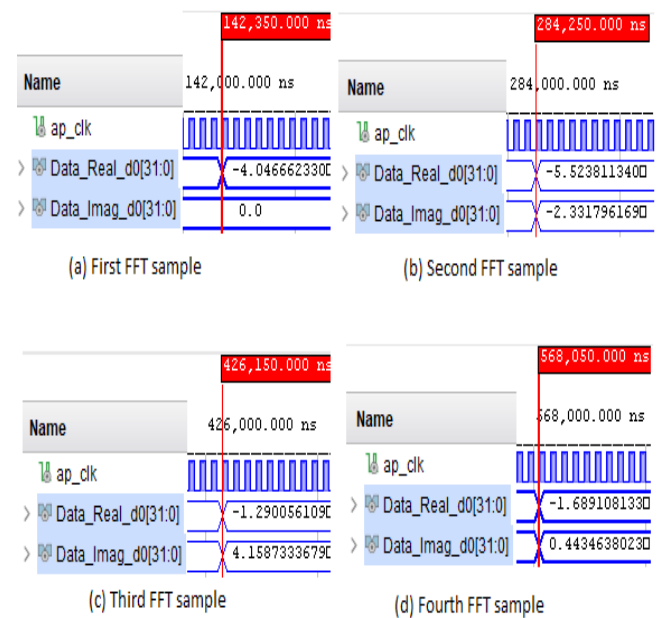 142,350.000 ns
Name
142,000.000 ns
ap_clk
Data_Real_d0[31:0]
-4.046662330
Data_Imag_d0[31:0]
0.0
(a) First FFT sample
284,250.000 ns
Name
284,000.000 ns
ap_clk
Data_Real_d0[31:0]
-5.523811340
Data_Imag_d0[31:0]
-2.331796169
(b) Second FFT sample
426,150.000 ns
Name
426,000.000 ns
ap_clk
Data_Real_d0[31:0]
-1.290056109
Data_Imag_d0[31:0]
4.1587333679
(c) Third FFT sample
568,050.000 ns
Name
568,000.000 ns
ap_clk
Data_Real_d0[31:0]
-1.689108133
Data_Imag_d0[31:0]
0.4434638023
(d) Fourth FFT sample